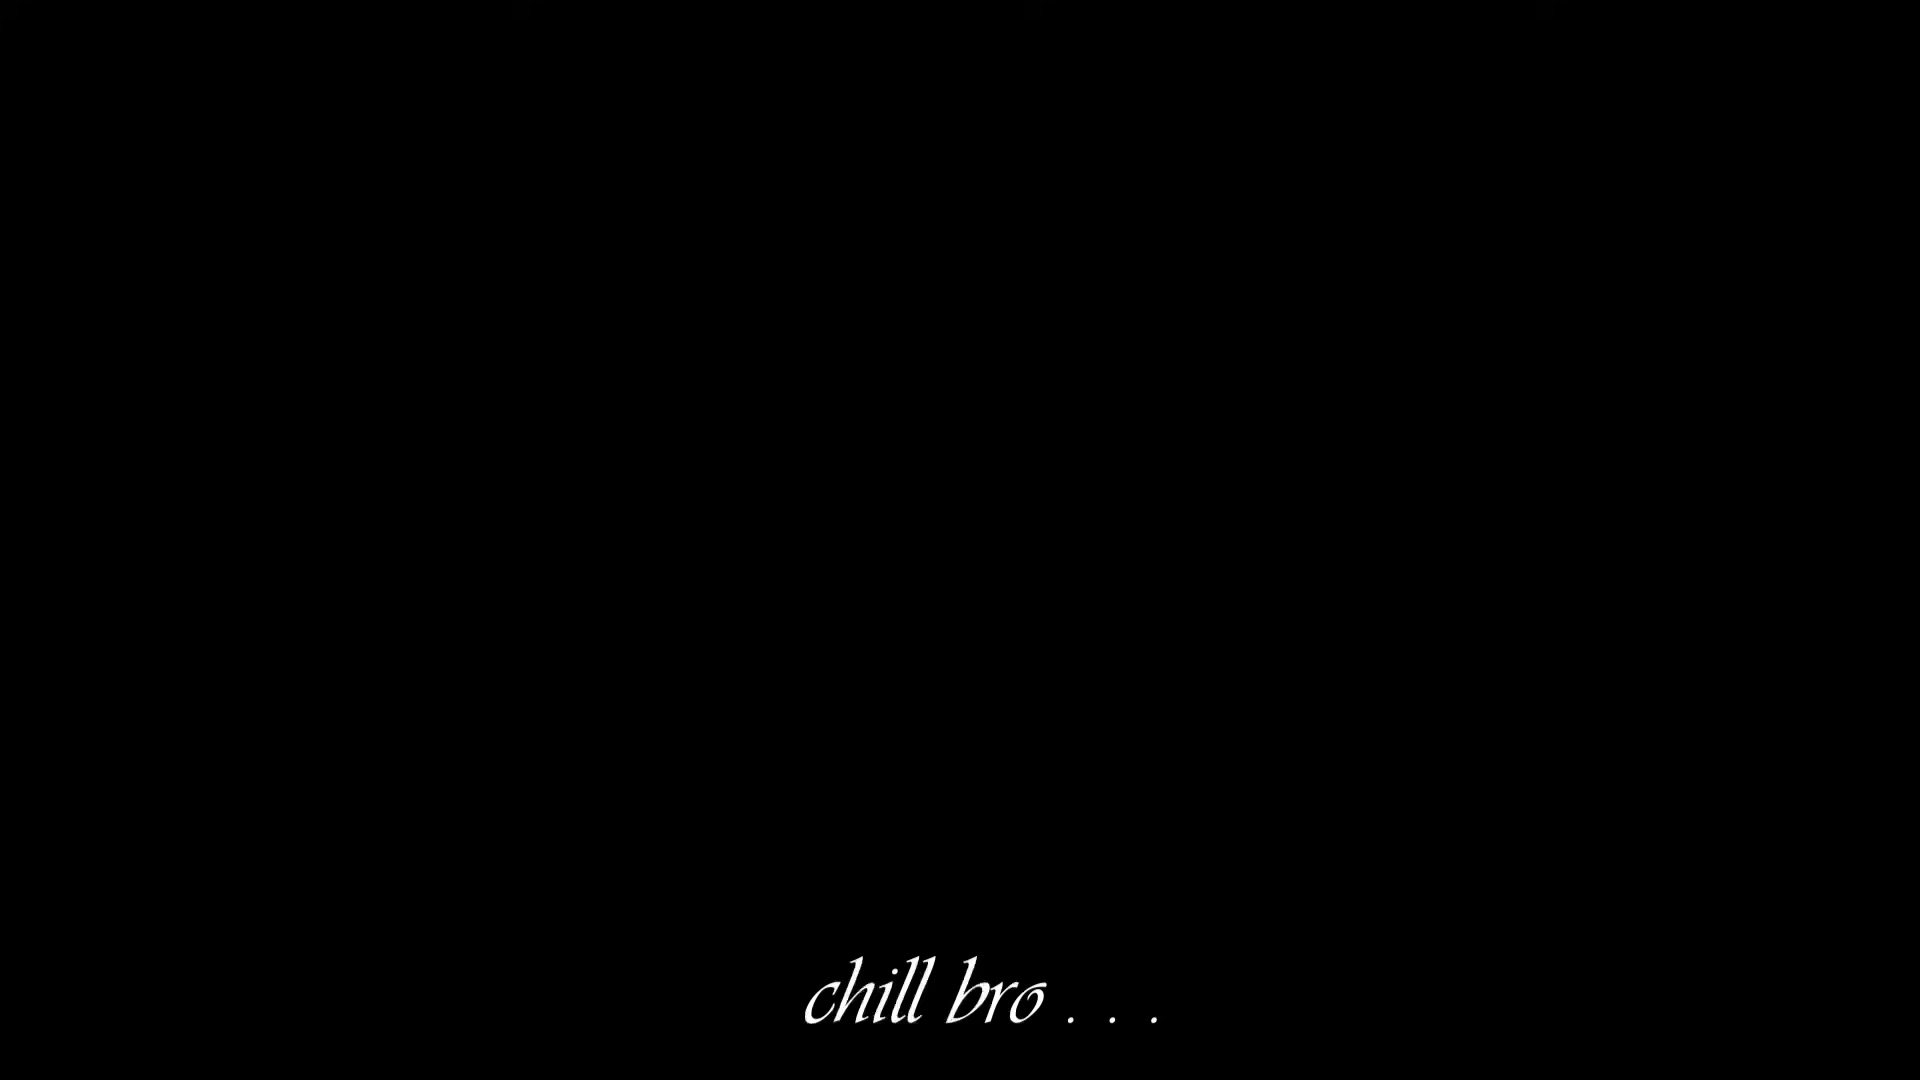 chill bro . . .